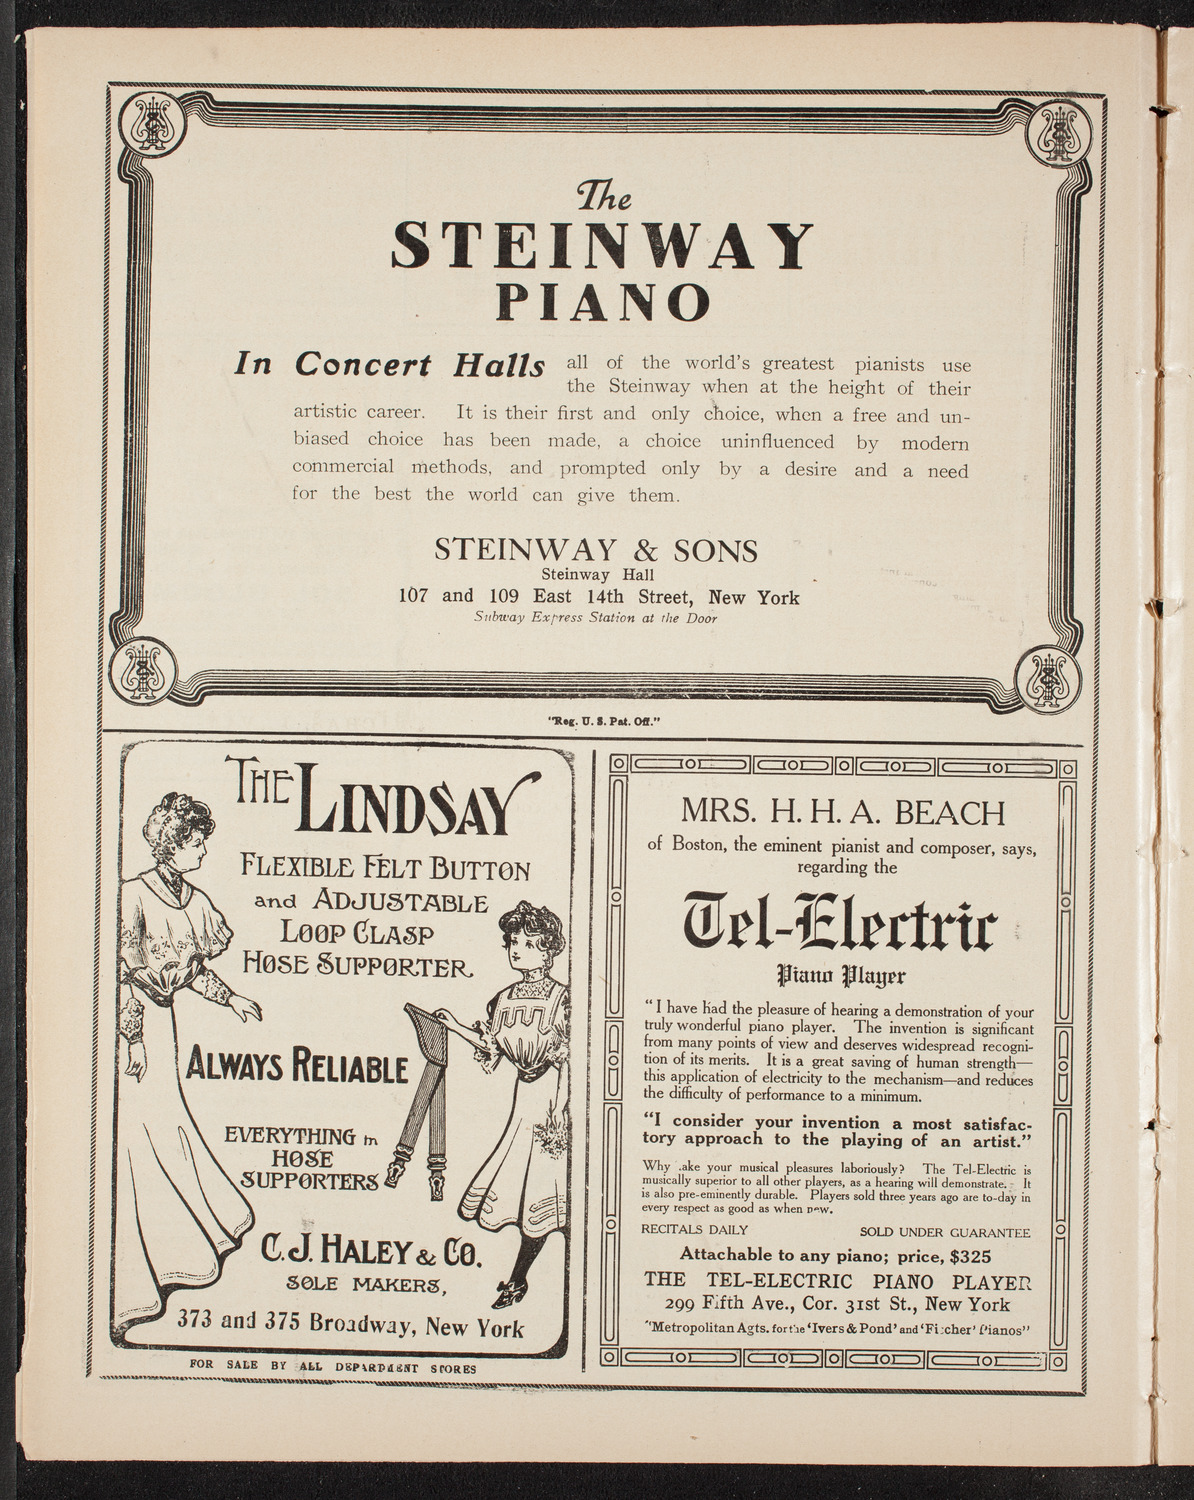 The
STEINWAY
PIANO
In Concert Halls all of the world's greatest pianists use
the Steinway when at the height of their
artistic career. It is their first and only choice, when a free and un-
biased choice has been made, a choice uninfluenced by modern
commercial methods, and prompted only by a desire and a need
for the best the world can give them.
STEINWAY & SONS
Steinway Hall
107 and 109 East 14th Street, New York
Subway Express Station at the Door
"Reg. U. S. Pat. Off."
THE LINDSAY
FLEXIBLE FELT BUTTON
and ADJUSTABLE
LOOP CLASP
HOSE SUPPORTER
ALWAYS RELIABLE
EVERYTHING in
HOSE
SUPPORTERS
C. J. HALEY & CO.
SOLE MAKERS,
373 and 375 Broadway, New York
FOR SALE BY ALL DEPARTMENT STORES
MRS. H. H. A. BEACH
of Boston, the eminent pianist and composer, says,
regarding the
Tel-Electric
Piano Player
"I have had the pleasure of hearing a demonstration of your
truly wonderful piano player. The invention is significant
from many points of view and deserves widespread recogni-
tion of its merits. It is a great saving of human strength—
this application of electricity to the mechanism—and reduces
the difficulty of performance to a minimum.
"I consider your invention a most satisfac-
tory approach to the playing of an artist."
Why .ake your musical pleasures laboriously? The Tel-Electric is
musically superior to all other players, as a hearing will demonstrate. It
is also pre-eminently durable. Players sold three years ago are to-day in
every respect as good as when new.
RECITALS DAILY SOLD UNDER GUARANTEE
Attachable to any piano; price, $325
THE TEL-ELECTRIC PIANO PLAYER
299 Fifth Ave., Cor. 31st St., New York
"Metropolitan Agts. for the 'Ivers & Pond' and 'Fischer' Pianos"